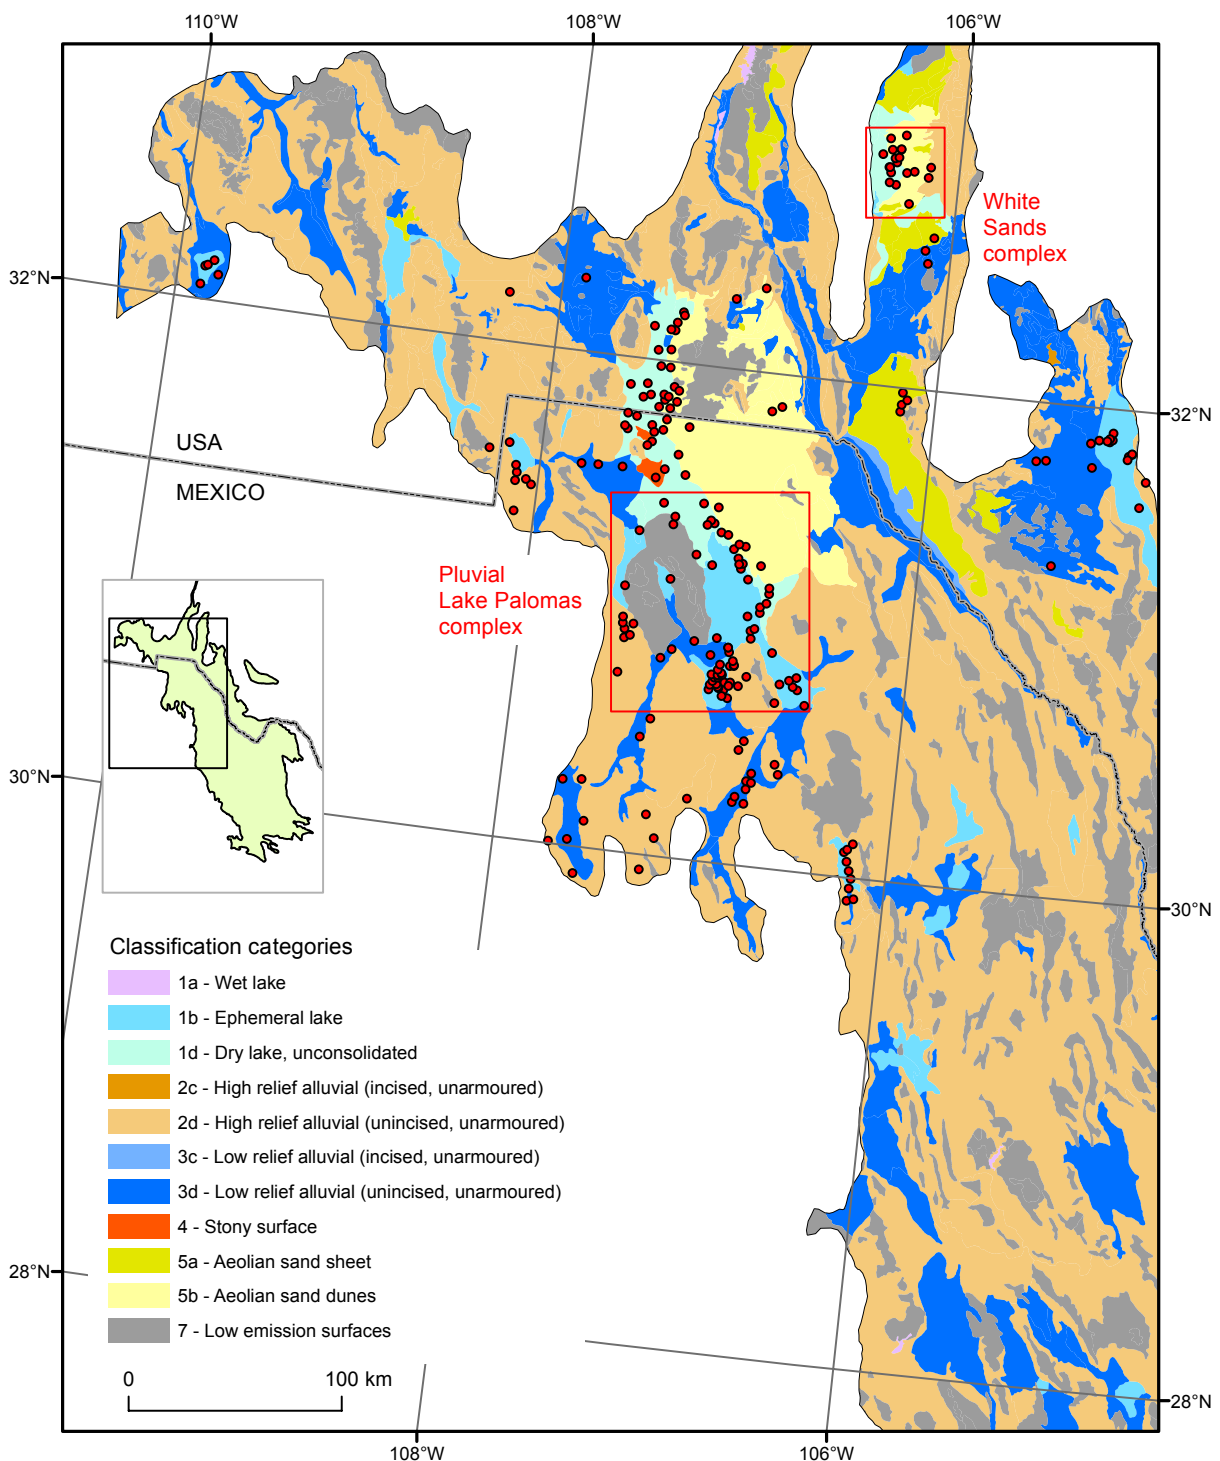 110°W
108°W
106°W
White
Sands
complex
32°N
32°N
USA
MEXICO
Pluvial
Lake Palomas
complex
30°N
30°N
Classification categories
1a - Wet lake
1b - Ephemeral lake
1d - Dry lake, unconsolidated
2c - High relief alluvial (incised, unarmoured)
2d - High relief alluvial (unincised, unarmoured)
3c - Low relief alluvial (incised, unarmoured)
3d - Low relief alluvial (unincised, unarmoured)
4 - Stony surface
5a - Aeolian sand sheet
5b - Aeolian sand dunes
7 - Low emission surfaces
28°N
0
100 km
28°N
108°W
106°W